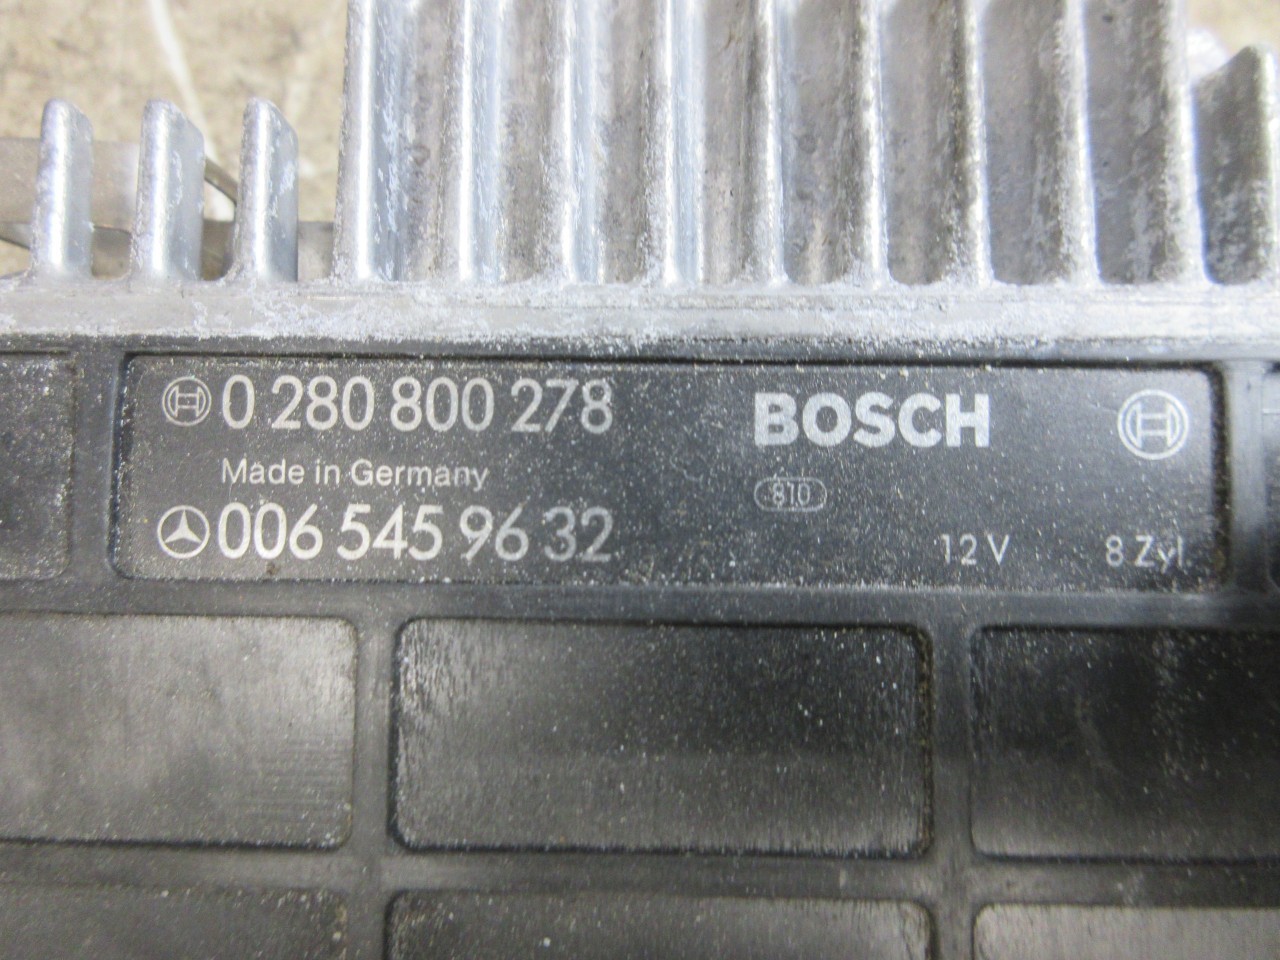 0 280 800 278
BOSCH
Made in Germany
810
006 545 96 32
12 V
8 Zyl.